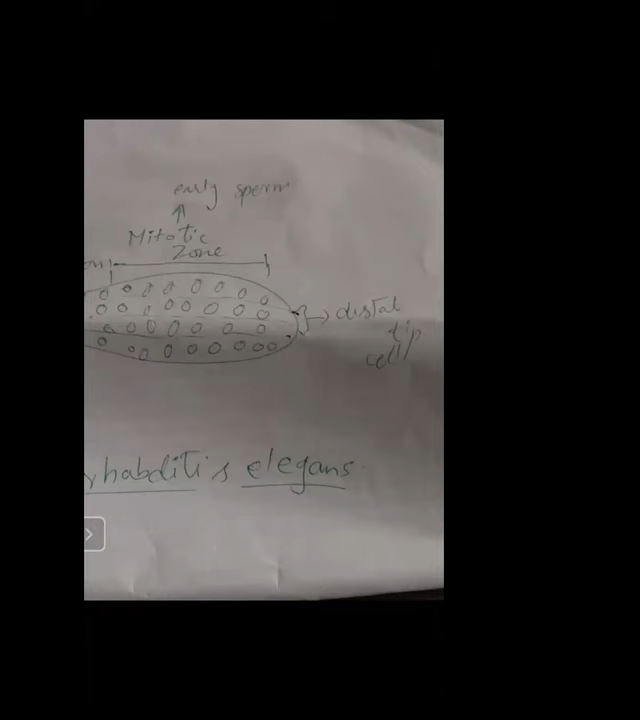 early sperm
Mitotic
Zone
distal
tip
cell
rhabditis elegans